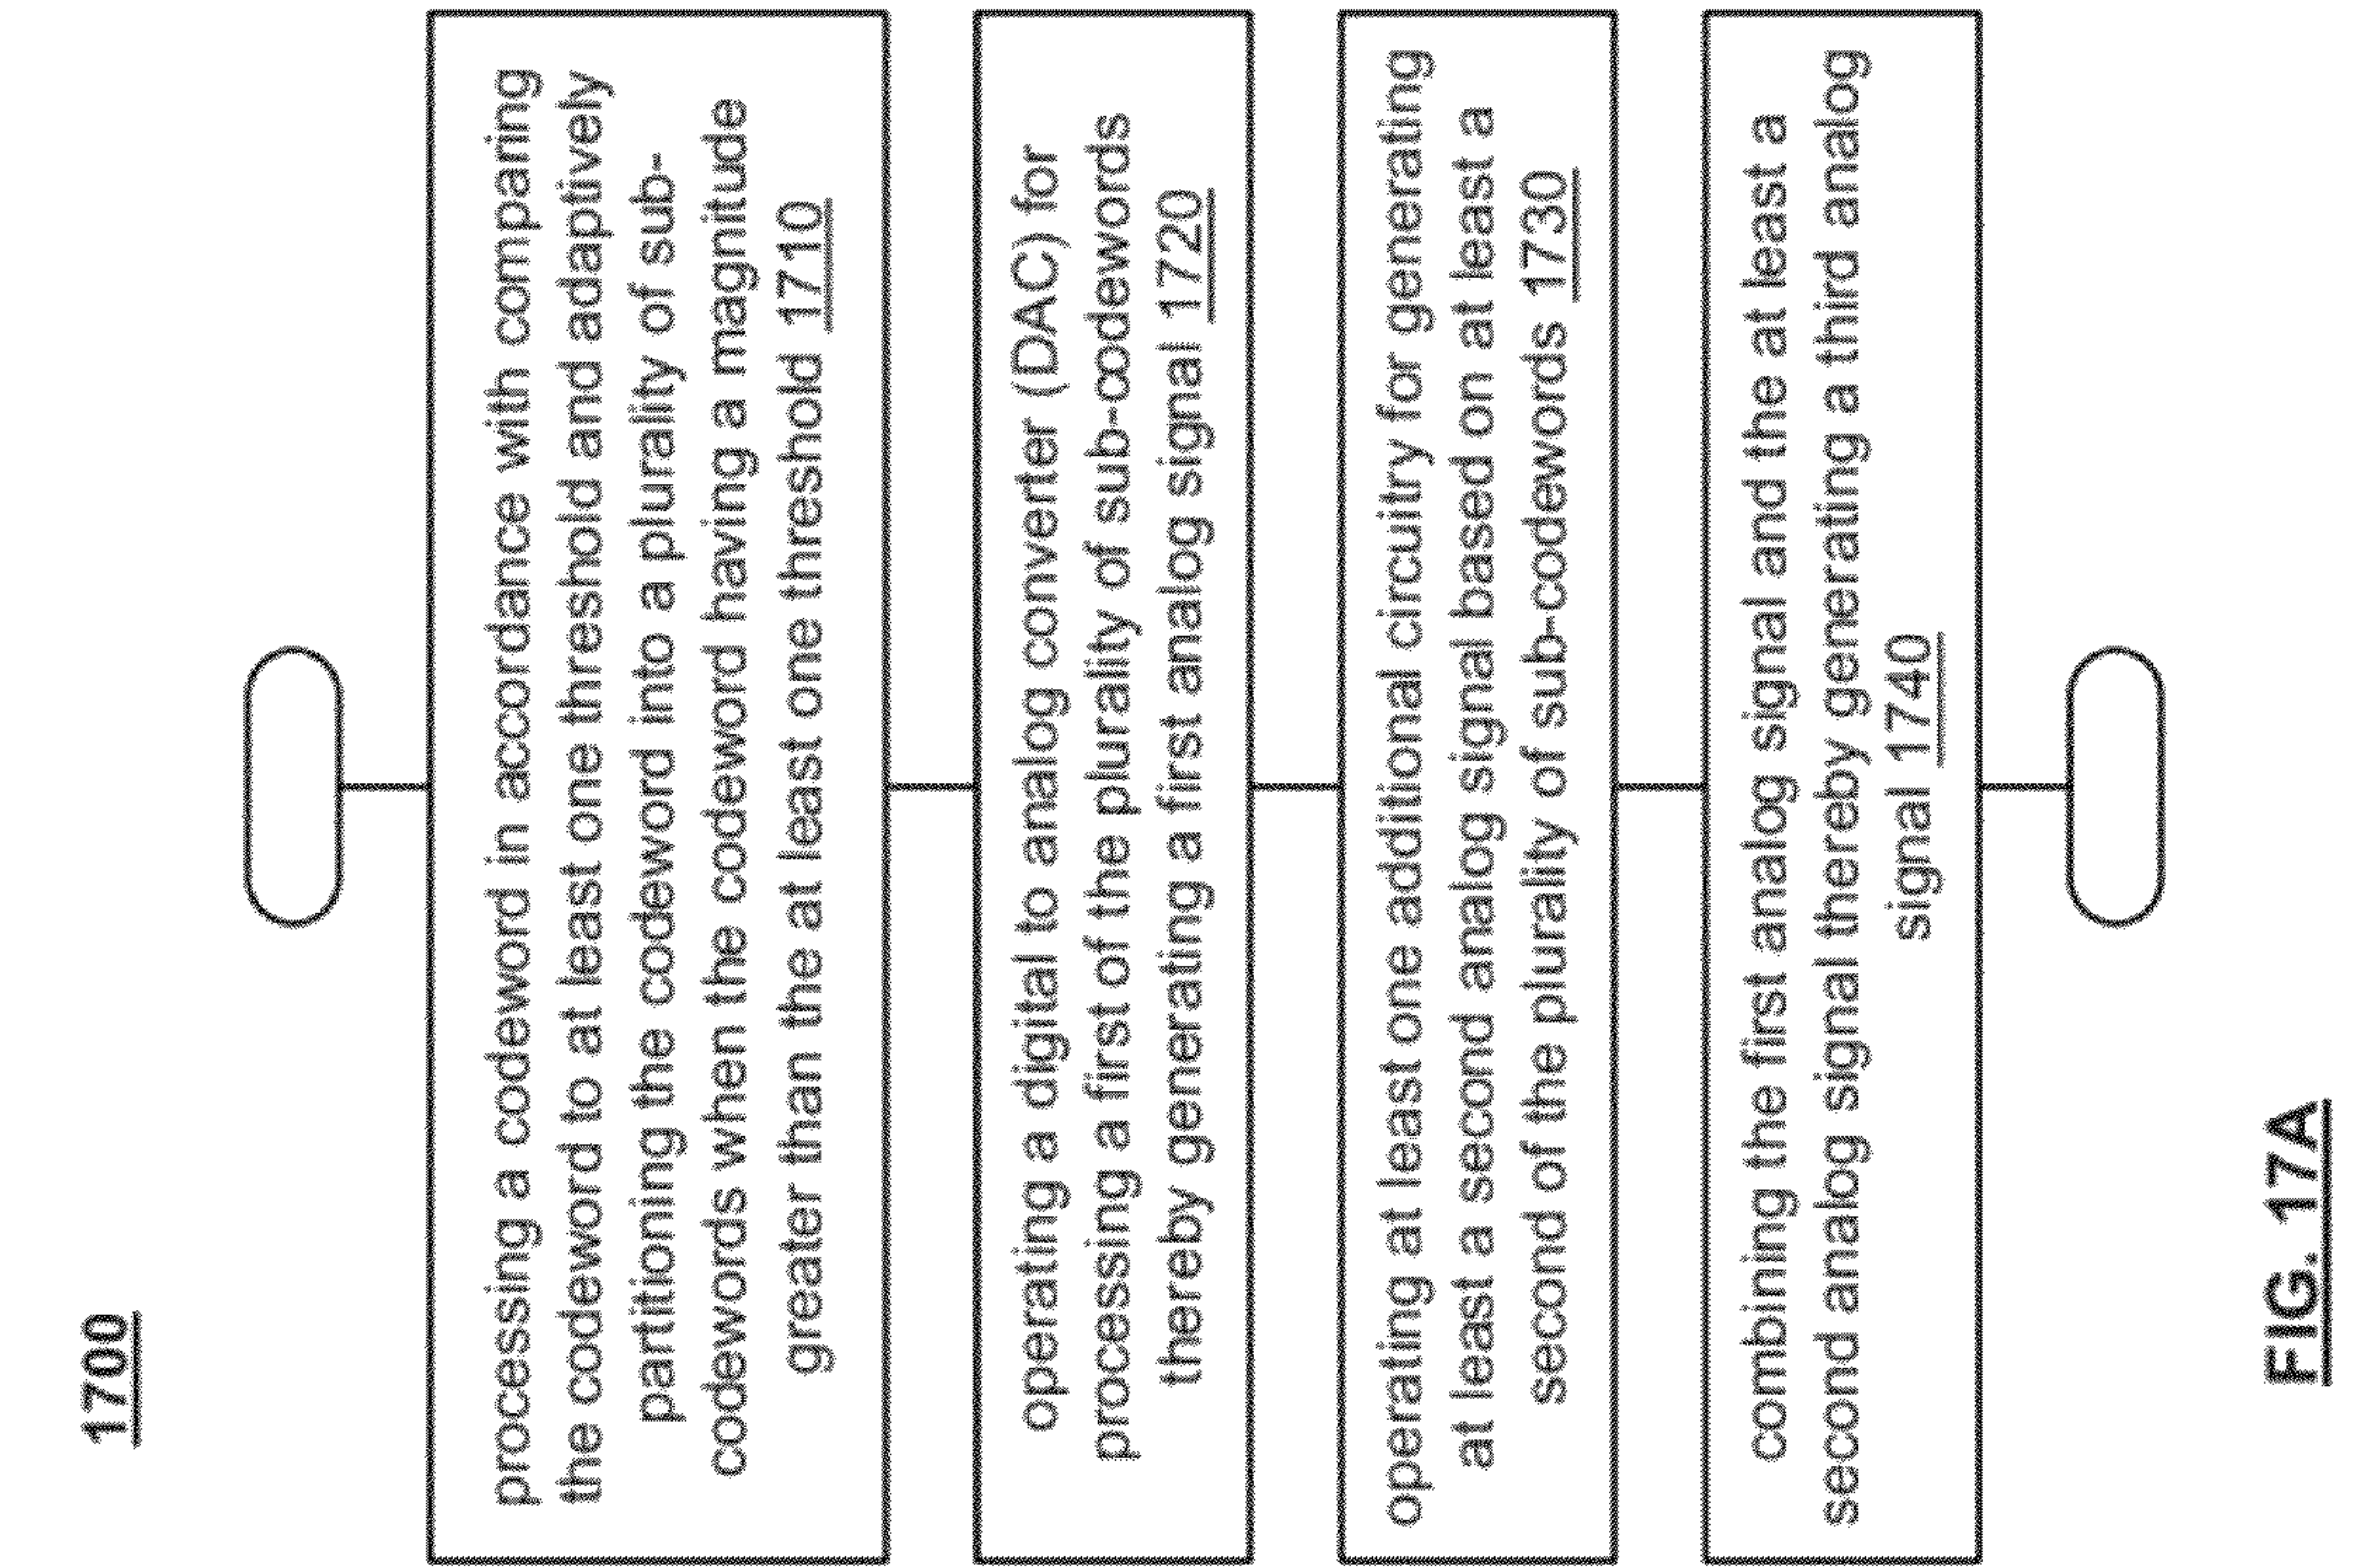 1700
processing a codeword in accordance with comparing
the codeword to at least one threshold and adaptively
partitioning the codeword into a plurality of sub-
codewords when the codeword having a magnitude
greater than the at least one threshold 1710
operating a digital to analog converter (DAC) for
processing a first of the plurality of sub-codewords
thereby generating a first analog signal 1720
operating at least one additional circuitry for generating
at least a second analog signal based on at least a
second of the plurality of sub-codewords 1730
combining the first analog signal and the at least a
second analog signal thereby generating a third analog
signal 1740
FIG. 17A